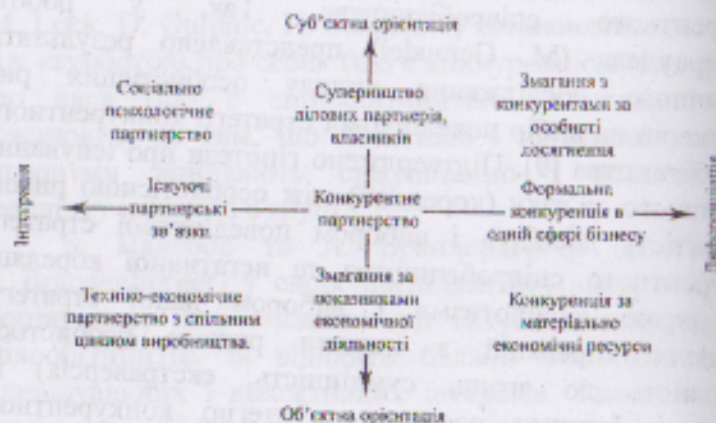 Суб’єктна орієнтація
Соціально
психологічне
партнерство
Суперництво
ділових партнерів,
власників
Змагання з
конкурентами за
особисті
досягнення
Інтеграція
Існуючі
партнерські
зв’язки
Конкурентне
партнерство
Формальна
конкуренція в
одній сфері бізнесу
Техніко-економічне
партнерство з спільним
циклом виробництва.
Змагання за
показниками
економічної
діяльності
Конкуренція за
матеріально
економічні ресурси
Об’єктна орієнтація